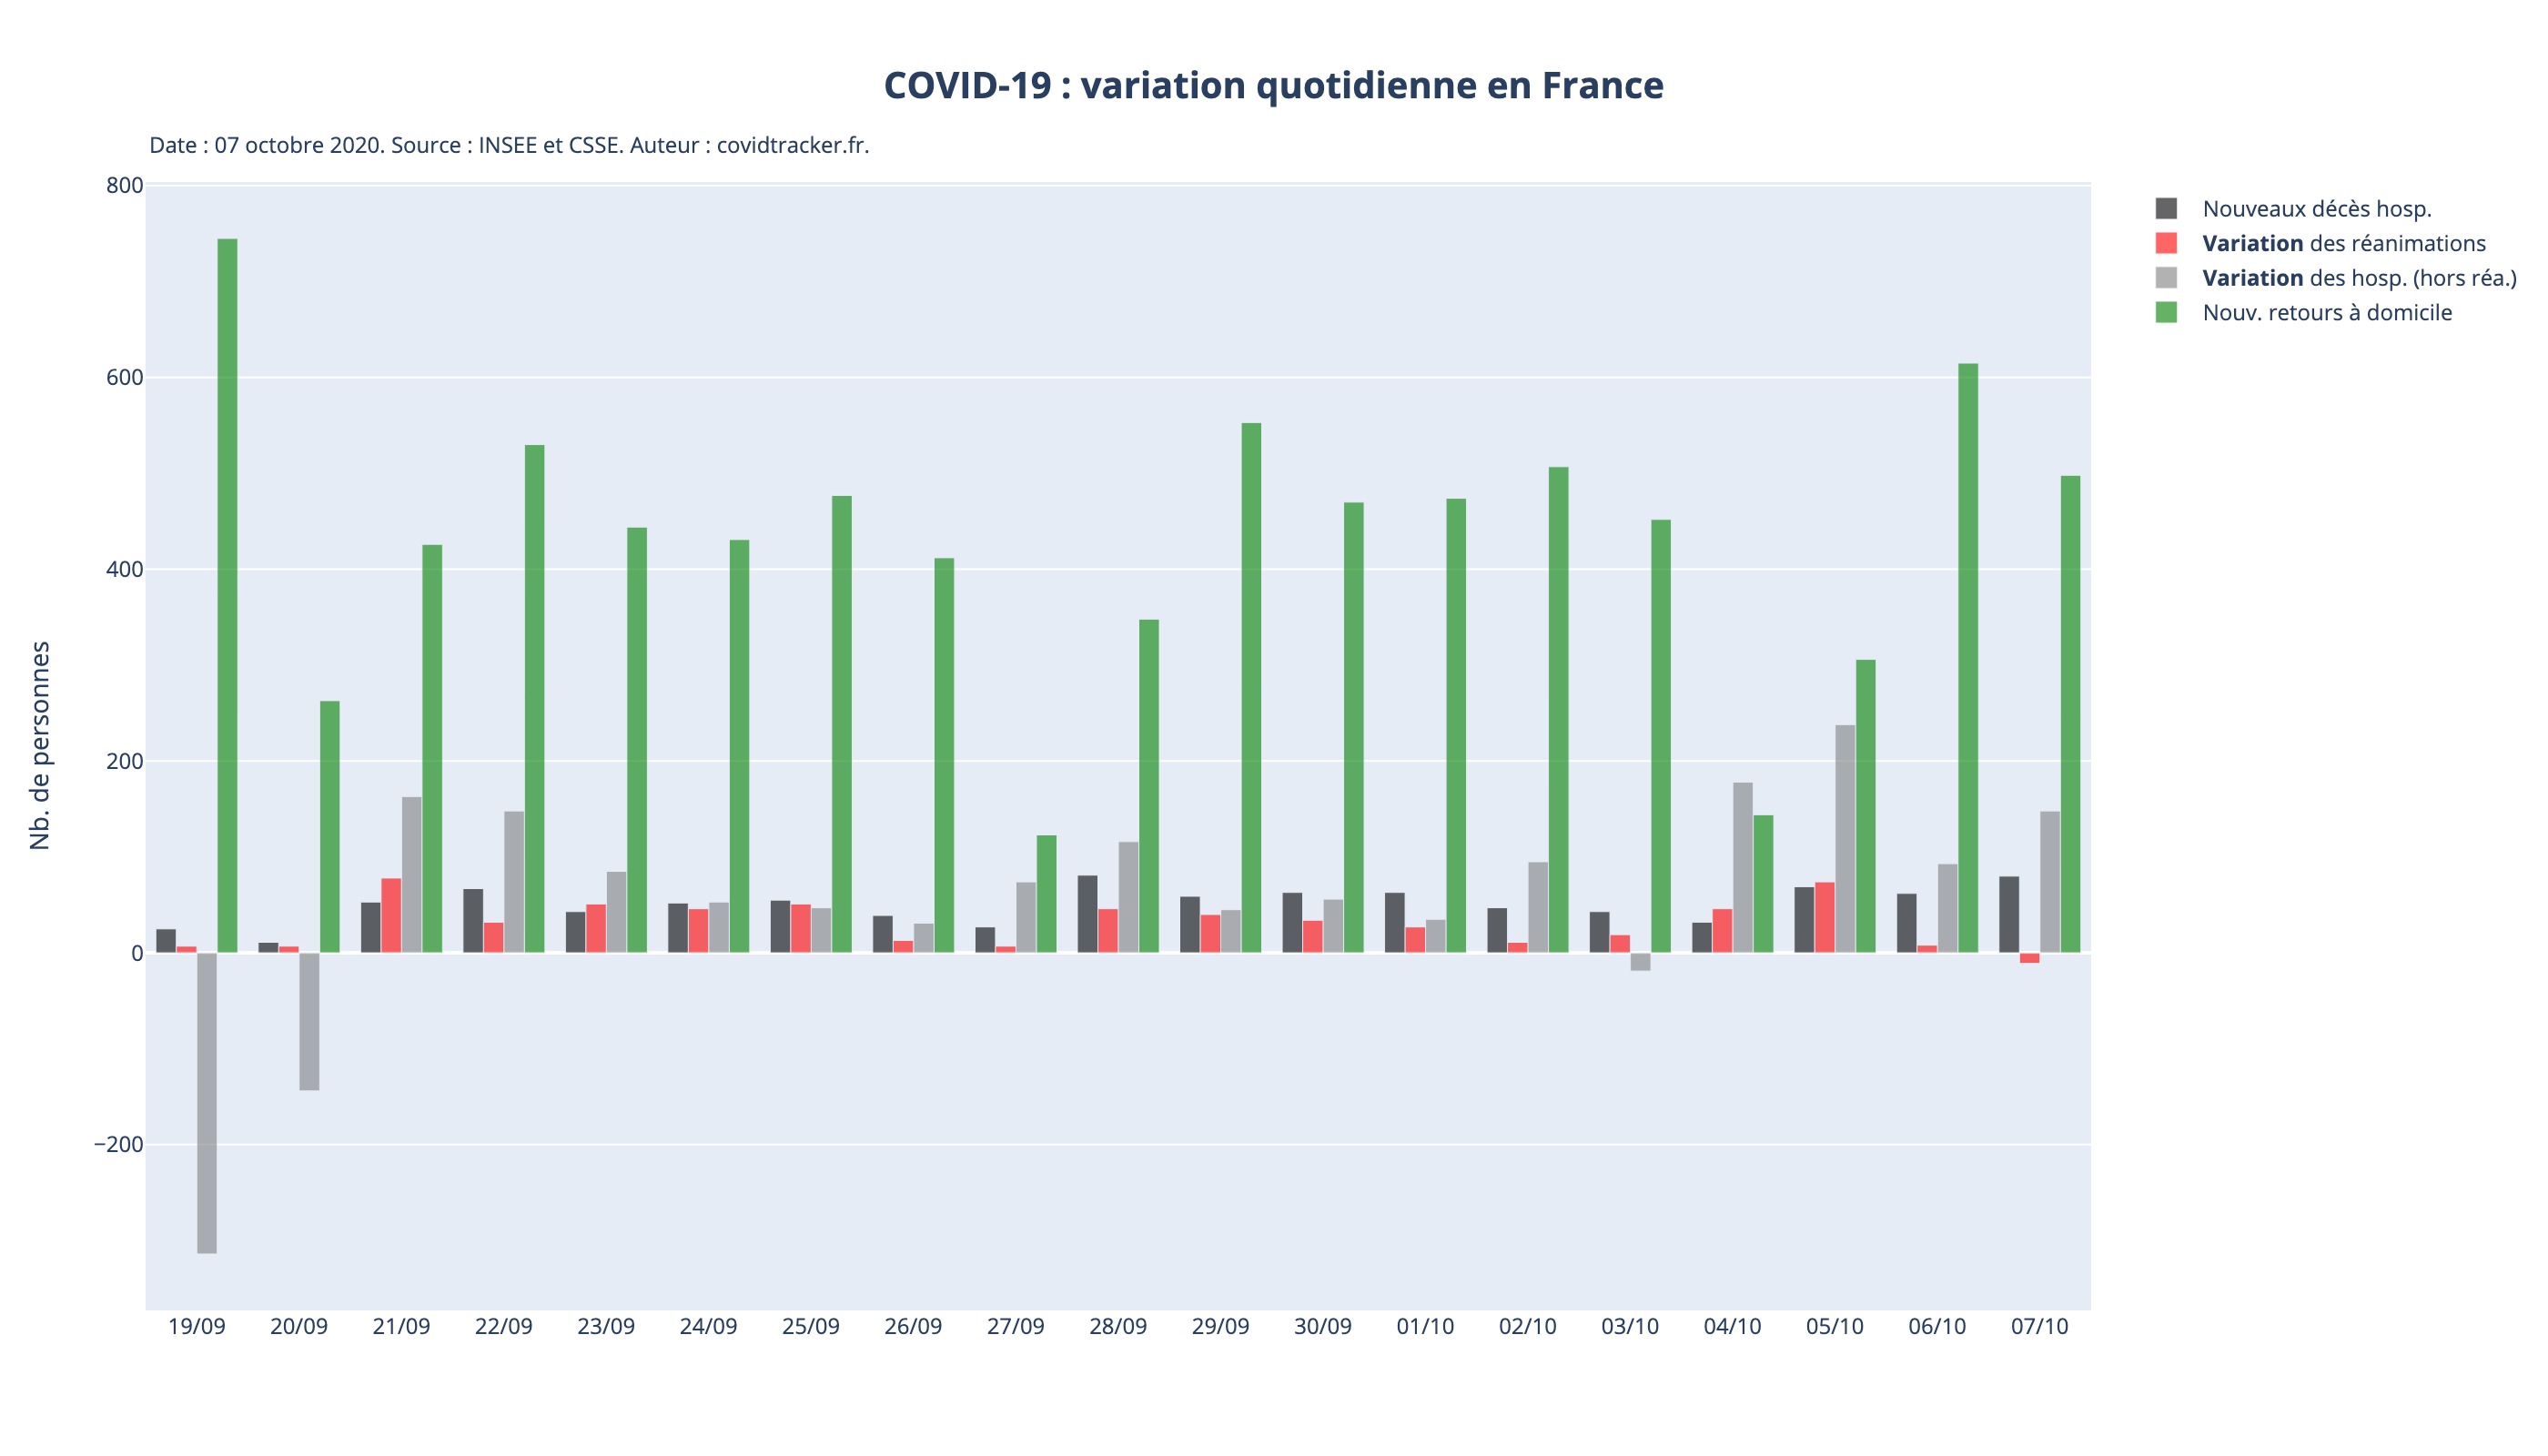 COVID-19 : variation quotidienne en France
Date : 07 octobre 2020. Source : INSEE et CSSE. Auteur : covidtracker.fr.
Nb. de personnes
800
600
400
200
0
−200
19/09 20/09 21/09 22/09 23/09 24/09 25/09 26/09 27/09 28/09 29/09 30/09 01/10 02/10 03/10 04/10 05/10 06/10 07/10
Nouveaux décès hosp.
Variation des réanimations
Variation des hosp. (hors réa.)
Nouv. retours à domicile